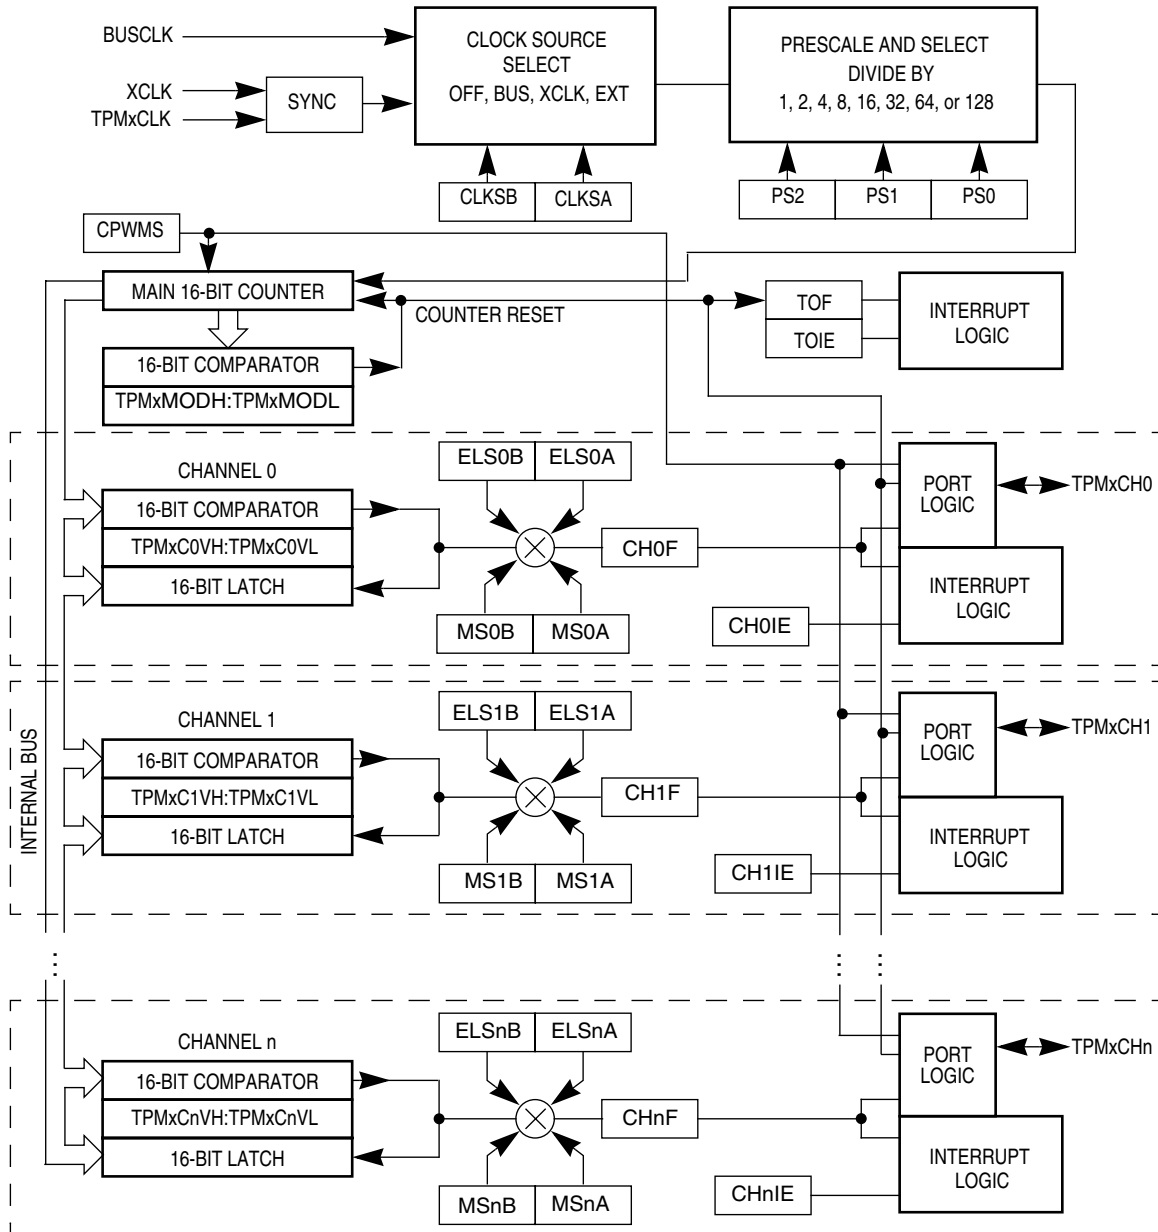 BUSCLK
XCLK
TPMxCLK
SYNC
CLOCK SOURCE
SELECT
OFF, BUS, XCLK, EXT
PRESCALE AND SELECT
DIVIDE BY
1, 2, 4, 8, 16, 32, 64, or 128
CLKSB
CLKSA
PS2
PS1
PS0
CPWMS
MAIN 16-BIT COUNTER
COUNTER RESET
TOF
TOIE
INTERRUPT
LOGIC
16-BIT COMPARATOR
TPMxMODH:TPMxMODL
INTERNAL BUS
CHANNEL 0
16-BIT COMPARATOR
TPMxC0VH:TPMxC0VL
16-BIT LATCH
ELS0B
ELS0A
MS0B
MS0A
CH0F
CH0IE
PORT
LOGIC
INTERRUPT
LOGIC
TPMxCH0
CHANNEL 1
16-BIT COMPARATOR
TPMxC1VH:TPMxC1VL
16-BIT LATCH
ELS1B
ELS1A
MS1B
MS1A
CH1F
CH1IE
PORT
LOGIC
INTERRUPT
LOGIC
TPMxCH1
CHANNEL n
16-BIT COMPARATOR
TPMxCnVH:TPMxCnVL
16-BIT LATCH
ELSnB
ELSnA
MSnB
MSnA
CHnF
CHnIE
PORT
LOGIC
INTERRUPT
LOGIC
TPMxCHn